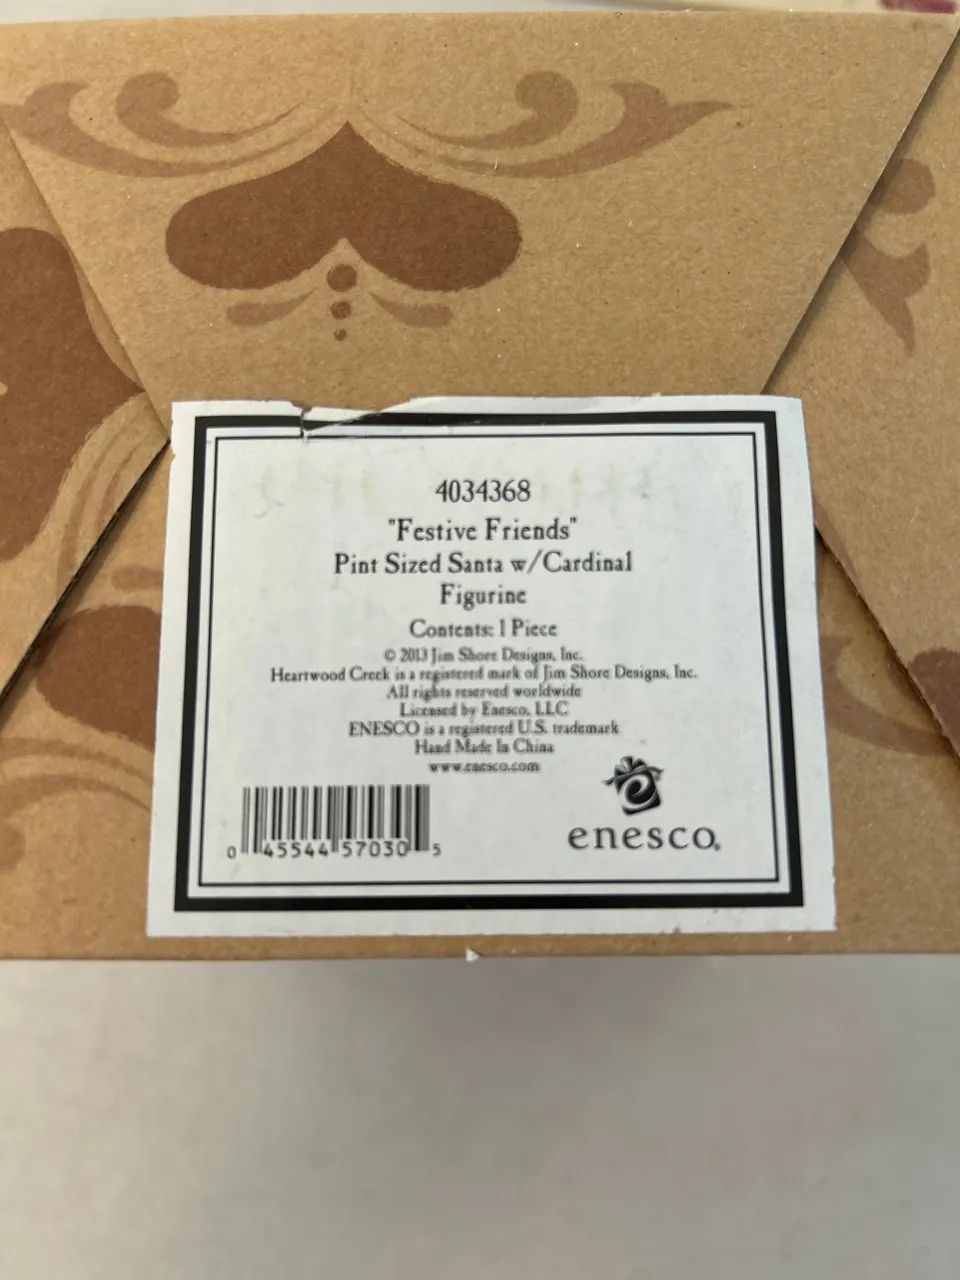 4034368
"Festive Friends"
Pint Sized Santa w/Cardinal
Figurine
Contents: 1 Piece
© 2013 Jim Shore Designs, Inc.
Heartwood Creek is a registered mark of Jim Shore Designs, Inc.
All rights reserved worldwide
Licensed by Enesco, LLC
ENESCO is a registered U.S. trademark
Hand Made In China
www.enesco.com
0 45544 57030 5
enesco®